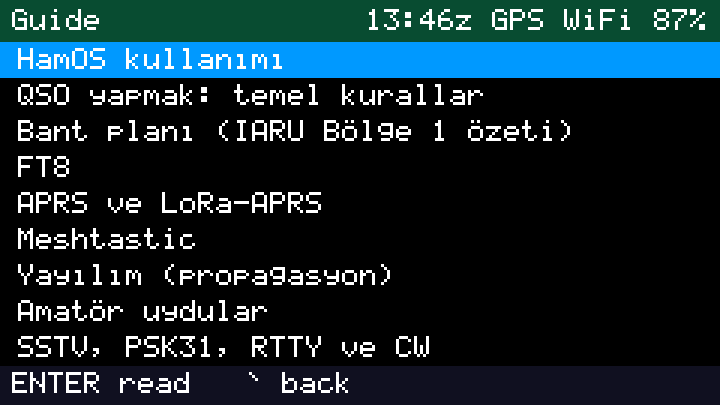 Guide 13:46z GPS WiFi 87%
HamOS kullanımı
QSO yapmak: temel kurallar
Bant planı (IARU Bölge 1 özeti)
FT8
APRS ve LoRa-APRS
Meshtastic
Yayılım (propagasyon)
Amatör uydular
SSTV, PSK31, RTTY ve CW
ENTER read ` back